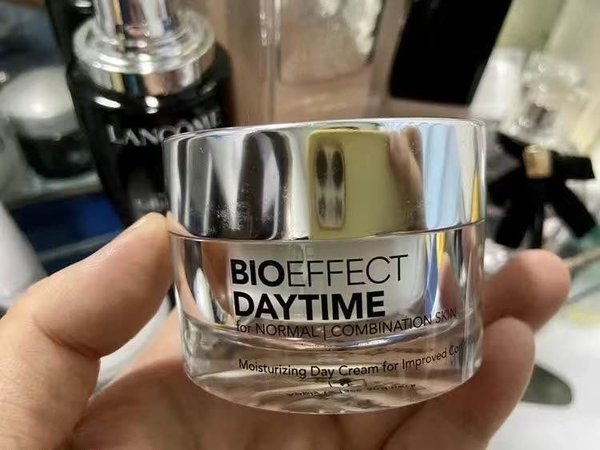 LANCOME
BIOEFFECT
DAYTIME
for NORMAL | COMBINATION SKIN
Moisturizing Day Cream for Improved